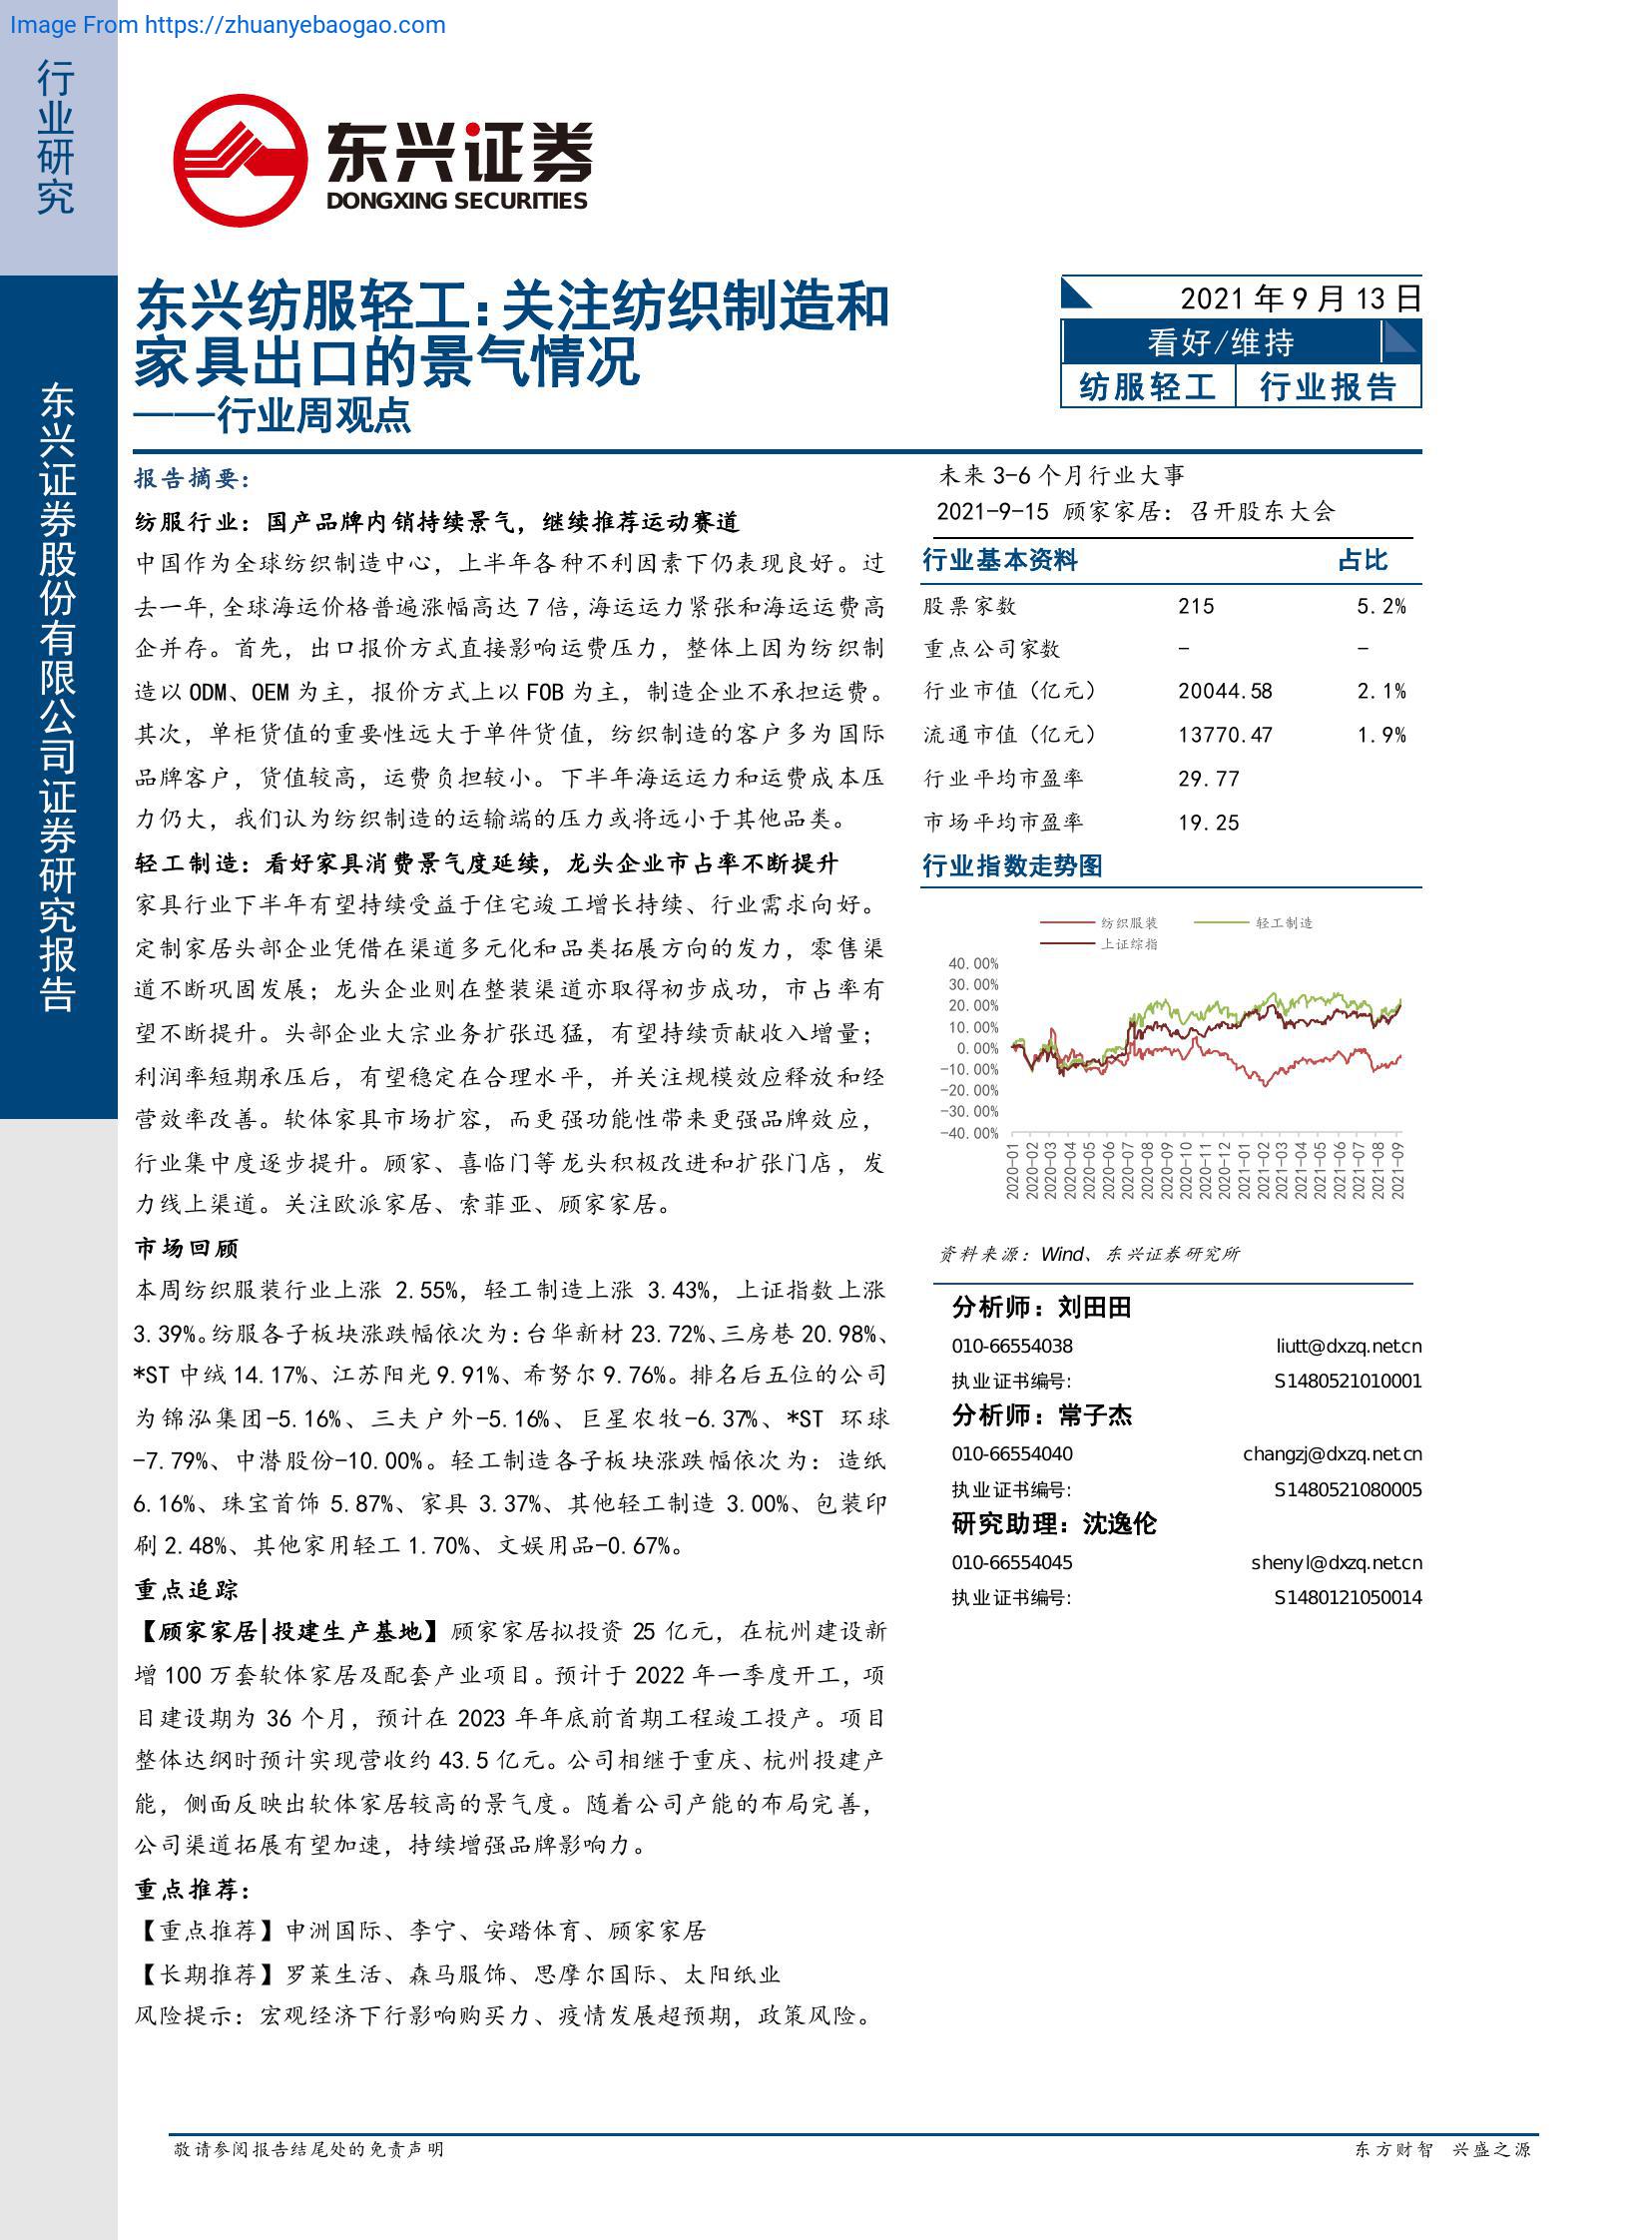 Image From https://zhuanyebaogao.com
行业研究
东兴证券股份有限公司证券研究报告
东兴证券
DONGXING SECURITIES
东兴纺服轻工：关注纺织制造和
家具出口的景气情况
——行业周观点
2021 年 9 月 13 日
看好/维持
纺服轻工 行业报告
报告摘要：
纺服行业：国产品牌内销持续景气，继续推荐运动赛道
中国作为全球纺织制造中心，上半年各种不利因素下仍表现良好。过
去一年，全球海运价格普遍涨幅高达 7 倍，海运运力紧张和海运运费高
企并存。首先，出口报价方式直接影响运费压力，整体上因为纺织制
造以 ODM、OEM 为主，报价方式上以 FOB 为主，制造企业不承担运费。
其次，单柜货值的重要性远大于单件货值，纺织制造的客户多为国际
品牌客户，货值较高，运费负担较小。下半年海运运力和运费成本压
力仍大，我们认为纺织制造的运输端的压力或将远小于其他品类。
轻工制造：看好家具消费景气度延续，龙头企业市占率不断提升
家具行业下半年有望持续受益于住宅竣工增长持续、行业需求向好。
定制家居头部企业凭借在渠道多元化和品类拓展方向的发力，零售渠
道不断巩固发展；龙头企业则在整装渠道亦取得初步成功，市占率有
望不断提升。头部企业大宗业务扩张迅猛，有望持续贡献收入增量；
利润率短期承压后，有望稳定在合理水平，并关注规模效应释放和经
营效率改善。软体家具市场扩容，而更强功能性带来更强品牌效应，
行业集中度逐步提升。顾家、喜临门等龙头积极改进和扩张门店，发
力线上渠道。关注欧派家居、索菲亚、顾家家居。
市场回顾
本周纺织服装行业上涨 2.55%，轻工制造上涨 3.43%，上证指数上涨
3.39%。纺服各子板块涨跌幅依次为：台华新材 23.72%、三房巷 20.98%、
*ST 中绒 14.17%、江苏阳光 9.91%、希努尔 9.76%。排名后五位的公司
为锦泓集团-5.16%、三夫户外-5.16%、巨星农牧-6.37%、*ST 环球
-7.79%、中潜股份-10.00%。轻工制造各子板块涨跌幅依次为：造纸
6.16%、珠宝首饰 5.87%、家具 3.37%、其他轻工制造 3.00%、包装印
刷 2.48%、其他家用轻工 1.70%、文娱用品-0.67%。
重点追踪
【顾家家居|投建生产基地】顾家家居拟投资 25 亿元，在杭州建设新
增 100 万套软体家居及配套产业项目。预计于 2022 年一季度开工，项
目建设期为 36 个月，预计在 2023 年年底前首期工程竣工投产。项目
整体达纲时预计实现营收约 43.5 亿元。公司相继于重庆、杭州投建产
能，侧面反映出软体家居较高的景气度。随着公司产能的布局完善，
公司渠道拓展有望加速，持续增强品牌影响力。
重点推荐：
【重点推荐】申洲国际、李宁、安踏体育、顾家家居
【长期推荐】罗莱生活、森马服饰、思摩尔国际、太阳纸业
风险提示：宏观经济下行影响购买力、疫情发展超预期，政策风险。
未来 3-6 个月行业大事
2021-9-15 顾家家居：召开股东大会
行业基本资料 占比
股票家数 215 5.2%
重点公司家数 - -
行业市值（亿元） 20044.58 2.1%
流通市值（亿元） 13770.47 1.9%
行业平均市盈率 29.77
市场平均市盈率 19.25
行业指数走势图
纺织服装 轻工制造
上证综指
40.00%
30.00%
20.00%
10.00%
0.00%
-10.00%
-20.00%
-30.00%
-40.00%
2020-01 2020-02 2020-03 2020-04 2020-05 2020-06 2020-07 2020-08 2020-09 2020-10 2020-11 2020-12 2021-01 2021-02 2021-03 2021-04 2021-05 2021-06 2021-07 2021-08 2021-09
资料来源：Wind、东兴证券研究所
分析师：刘田田
010-66554038 liutt@dxzq.net.cn
执业证书编号: S1480521010001
分析师：常子杰
010-66554040 changzj@dxzq.net.cn
执业证书编号: S1480521080005
研究助理：沈逸伦
010-66554045 shenyl@dxzq.net.cn
执业证书编号: S1480121050014
敬请参阅报告结尾处的免责声明
东方财智 兴盛之源